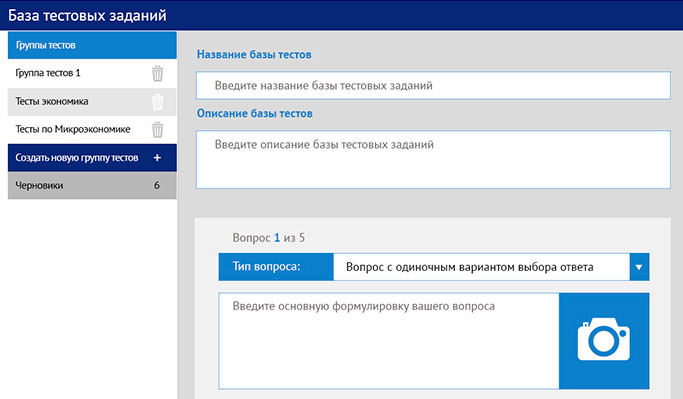 База тестовых заданий
Группы тестов
Группа тестов 1
Тесты экономика
Тесты по Микроэкономике
Создать новую группу тестов +
Черновики 6
Название базы тестов
Введите название базы тестовых заданий
Описание базы тестов
Введите описание базы тестовых заданий
Вопрос 1 из 5
Тип вопроса: Вопрос с одиночным вариантом выбора ответа
Введите основную формулировку вашего вопроса